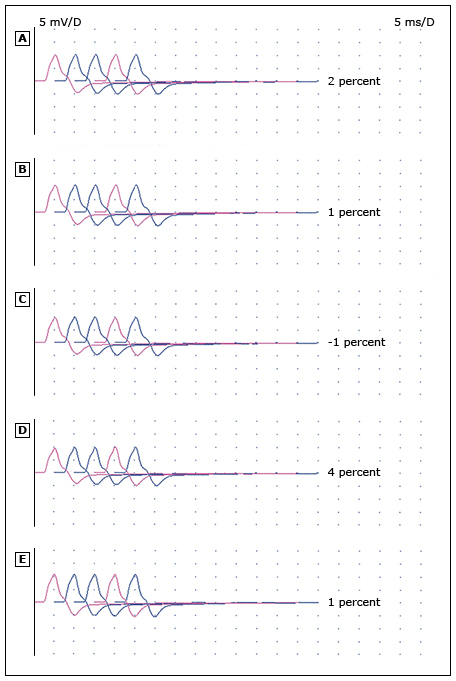 5 mV/D 5 ms/D
A
2 percent
B
1 percent
C
-1 percent
D
4 percent
E
1 percent